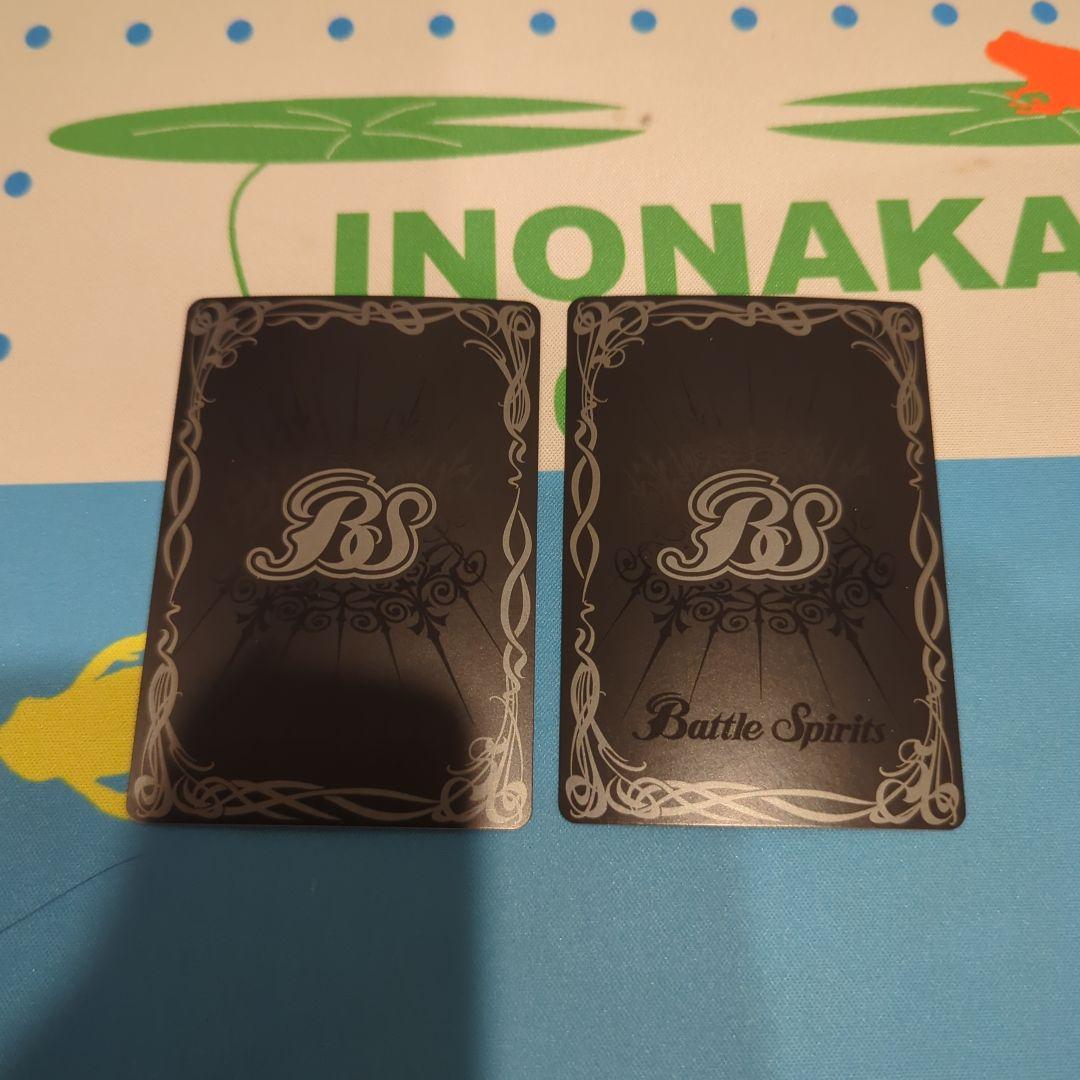 INONAKA
BS
BS
Battle Spirits